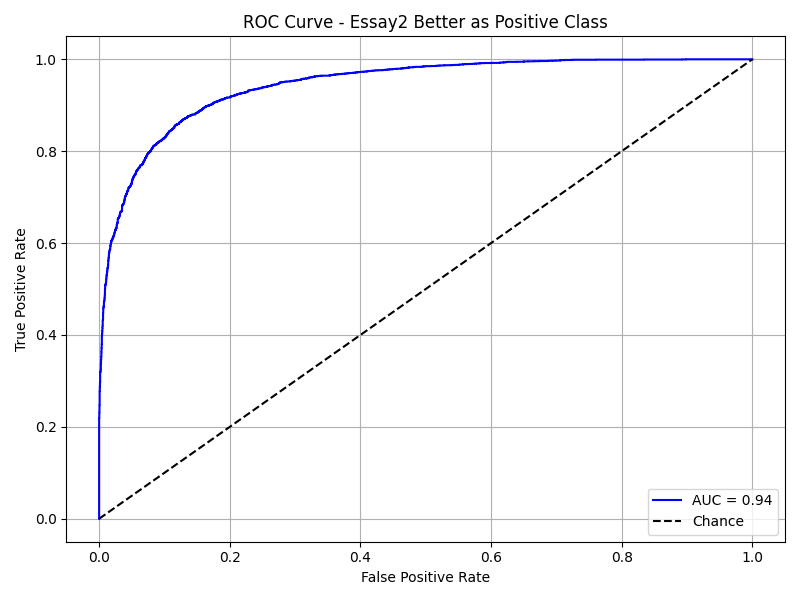 ROC Curve - Essay2 Better as Positive Class
True Positive Rate
1.0
0.8
0.6
0.4
0.2
0.0
0.0 0.2 0.4 0.6 0.8 1.0
False Positive Rate
AUC = 0.94
Chance